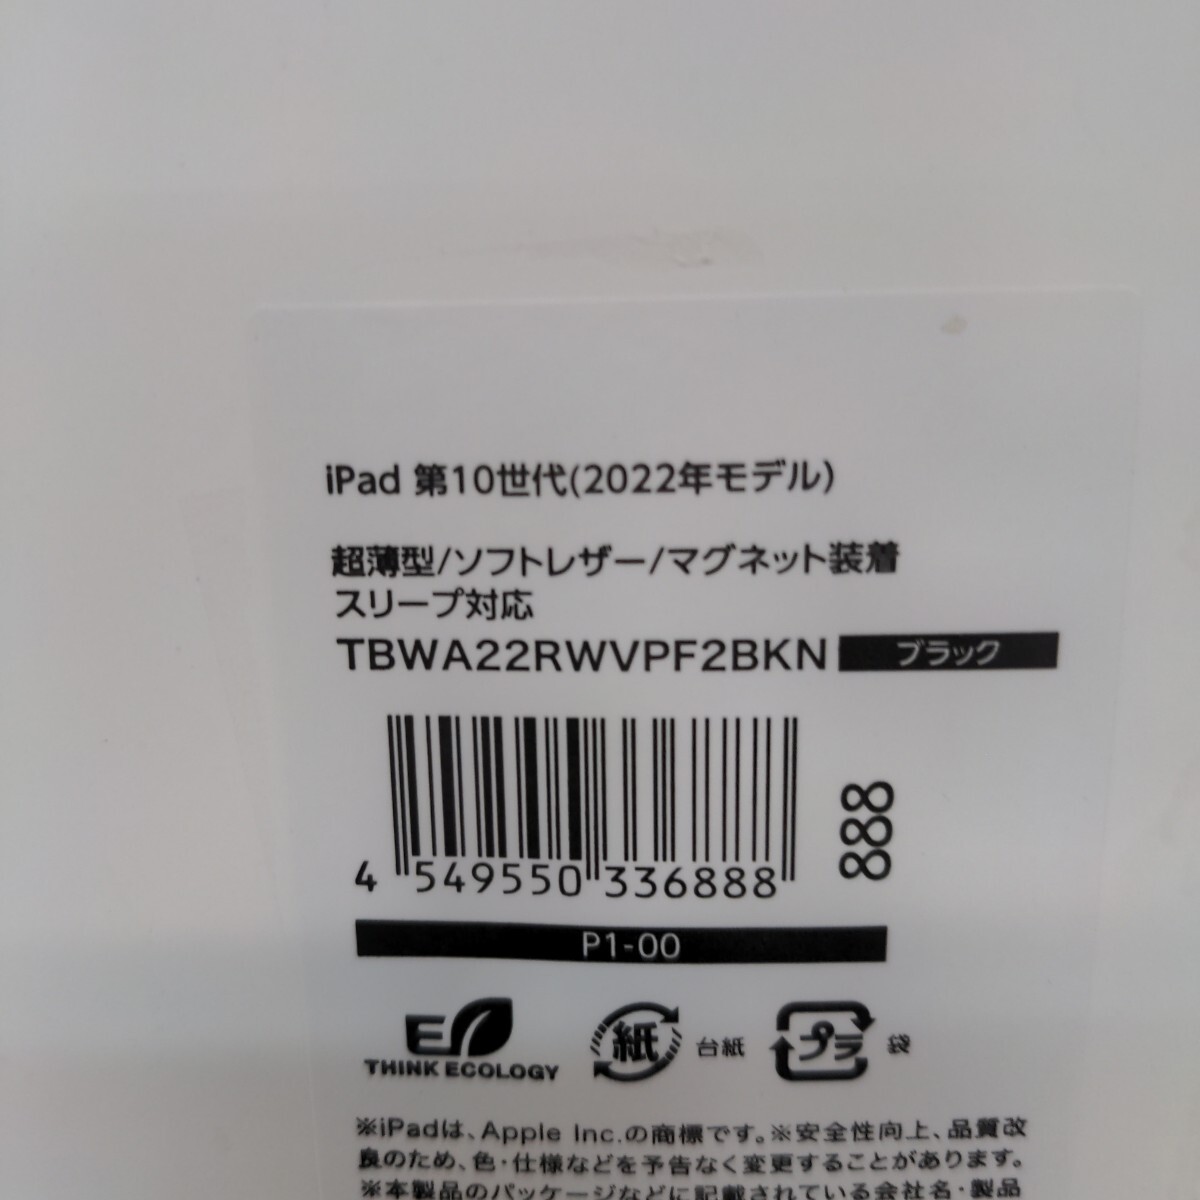 iPad 第10世代(2022年モデル)
超薄型/ソフトレザー/マグネット装着
スリープ対応
TBWA22RWVPF2BKN ブラック
4 549550 336888
888
P1-00
E
THINK ECOLOGY
紙 台紙
プラ 袋
※iPadは、Apple Inc.の商標です。※安全性向上、品質改
良のため、色・仕様などを予告なく変更することがあります。
※本製品のパッケージなどに記載されている会社名・製品